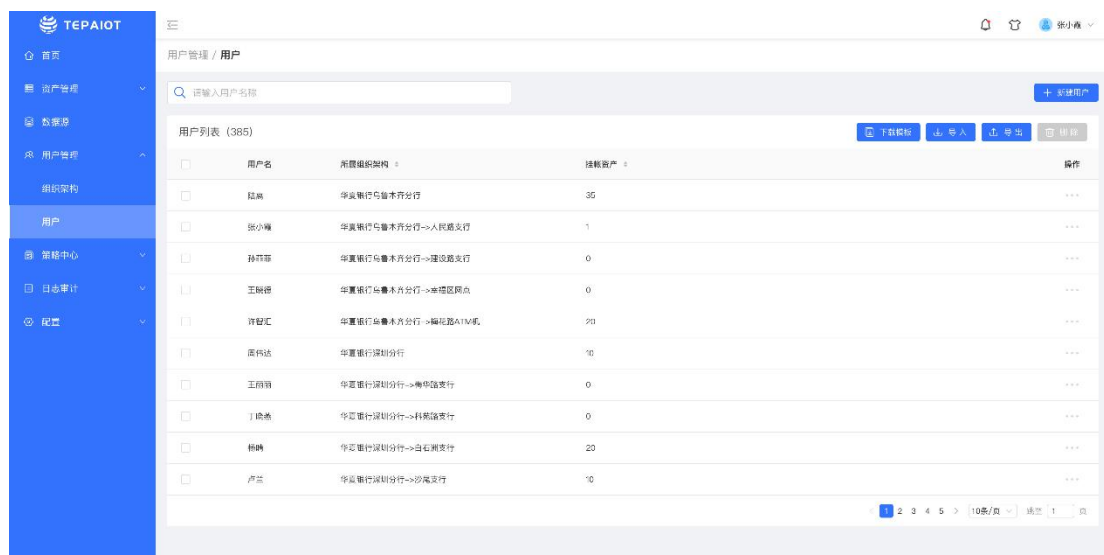 TEPAIOT
张小霞
首页
用户管理 / 用户
资产管理
请输入用户名称
+ 新建用户
数据源
用户列表 (385)
下载模板
导入
导出
删除
用户管理
用户名
所属组织架构
挂帐资产
操作
组织架构
陆离
华夏银行乌鲁木齐分行
35
用户
张小霞
华夏银行乌鲁木齐分行->人民路支行
1
策略中心
孙菲菲
华夏银行乌鲁木齐分行->建设路支行
0
日志审计
王晓德
华夏银行乌鲁木齐分行->幸福区网点
0
配置
许智汇
华夏银行乌鲁木齐分行->梅花路ATM机
20
周伟达
华夏银行深圳分行
10
王丽丽
华夏银行深圳分行->梅华路支行
0
丁晓燕
华夏银行深圳分行->科苑路支行
0
杨晴
华夏银行深圳分行->白石洲支行
20
卢兰
华夏银行深圳分行->沙尾支行
10
1 2 3 4 5
10条/页
跳至 1 页